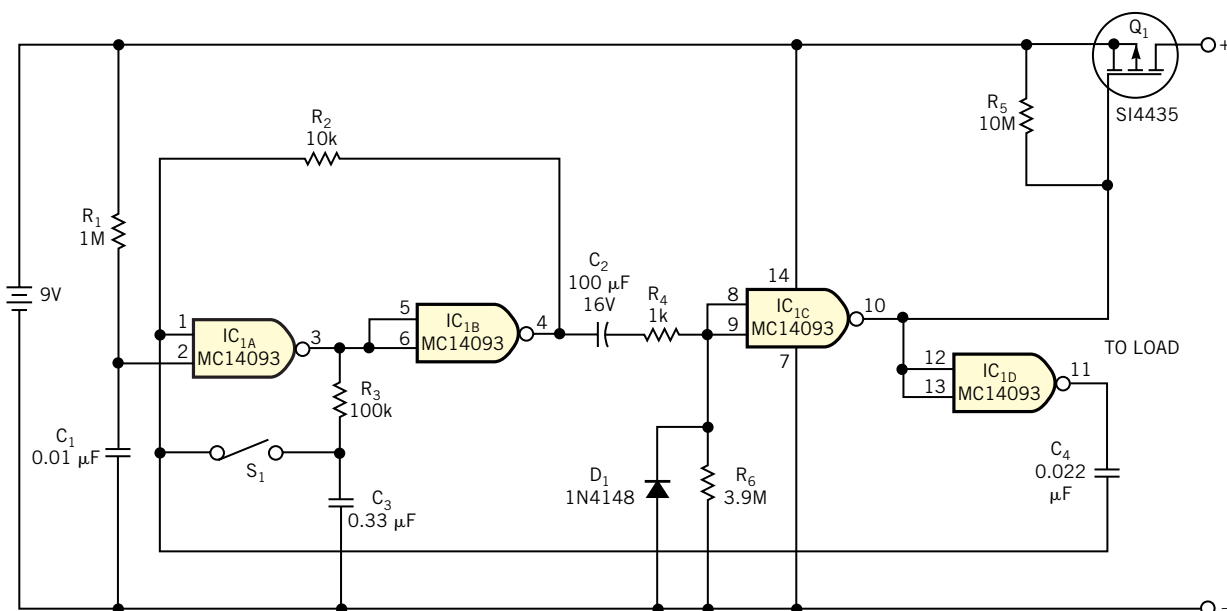 Q₁
+
SI4435
R₅
10M
R₂
10k
R₁
1M
9V
C₂
100 µF
16V
R₄
1k
14
1
2
IC₁A
MC14093
3
5
6
IC₁B
MC14093
4
8
9
IC₁C
MC14093
10
7
TO LOAD
12
13
IC₁D
MC14093
11
R₃
100k
C₁
0.01 µF
S₁
C₃
0.33 µF
D₁
1N4148
R₆
3.9M
C₄
0.022
µF
–